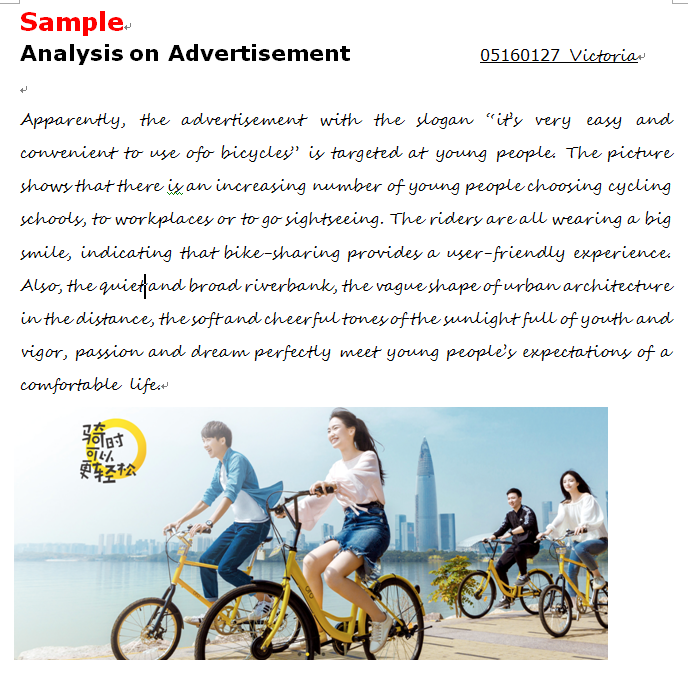 Sample
Analysis on Advertisement 05160127 Victoria
Apparently, the advertisement with the slogan “it’s very easy and
convenient to use ofo bicycles” is targeted at young people. The picture
shows that there is an increasing number of young people choosing cycling
schools, to workplaces or to go sightseeing. The riders are all wearing a big
smile, indicating that bike-sharing provides a user-friendly experience.
Also, the quiet and broad riverbank, the vague shape of urban architecture
in the distance, the soft and cheerful tones of the sunlight full of youth and
vigor, passion and dream perfectly meet young people’s expectations of a
comfortable life.
骑时
可以
更轻松